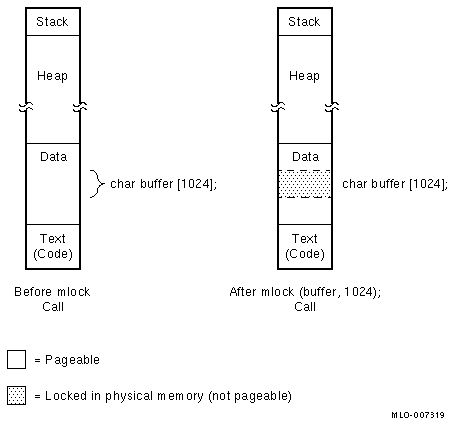 Stack
Heap
Data
char buffer [1024];
Text
(Code)
Before mlock
Call
Stack
Heap
Data
char buffer [1024];
Text
(Code)
After mlock (buffer, 1024);
Call
= Pageable
= Locked in physical memory (not pageable)
MLO-007319